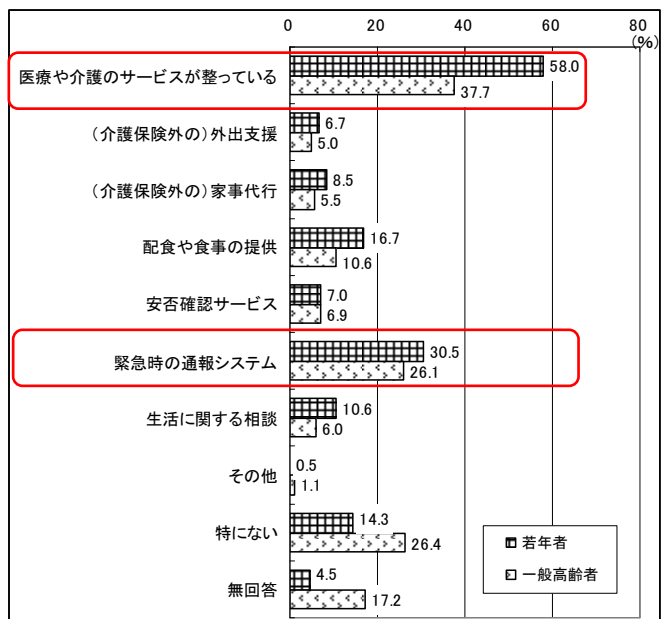 0 20 40 60 80
(%)
医療や介護のサービスが整っている
58.0
37.7
(介護保険外の)外出支援
6.7
5.0
(介護保険外の)家事代行
8.5
5.5
配食や食事の提供
16.7
10.6
安否確認サービス
7.0
6.9
緊急時の通報システム
30.5
26.1
生活に関する相談
10.6
6.0
その他
0.5
1.1
特にない
14.3
26.4
無回答
4.5
17.2
若年者
一般高齢者